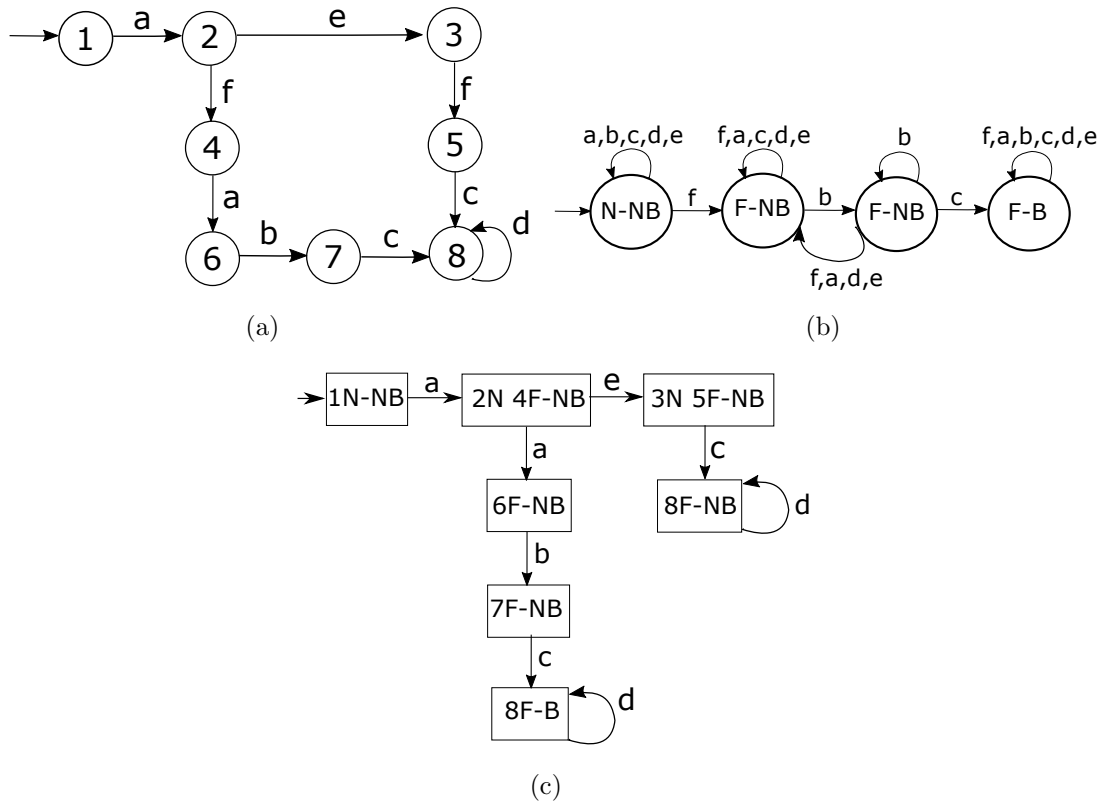 a
e
1
2
3
f
f
4
5
a,b,c,d,e
f,a,c,d,e
b
f,a,b,c,d,e
a
c
d
N-NB
f
F-NB
b
F-NB
c
F-B
6
b
7
c
8
f,a,d,e
(a)
(b)
1N-NB
a
2N 4F-NB
e
3N 5F-NB
a
c
6F-NB
8F-NB
d
b
7F-NB
c
8F-B
d
(c)